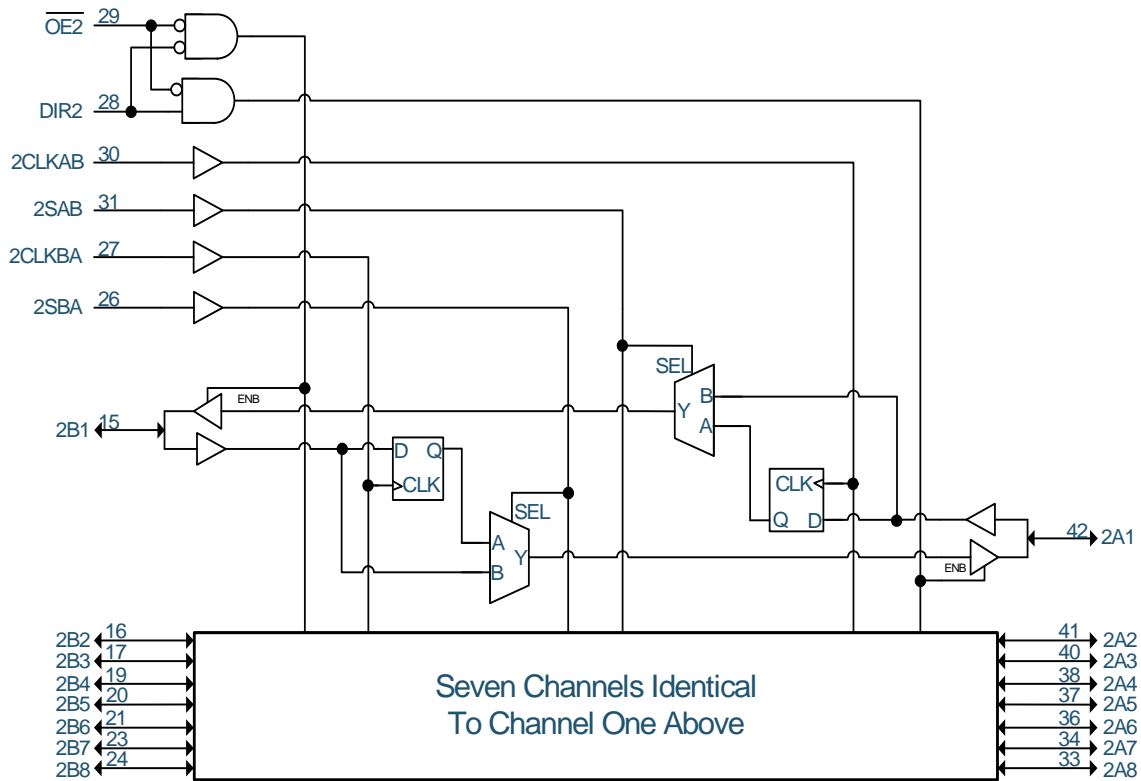 OE2 29
DIR2 28
2CLKAB 30
2SAB 31
2CLKBA 27
2SBA 26
SEL
ENB
Y B
A
2B1 15
D Q
CLK
CLK
Q D
SEL
A
Y
B
42 2A1
ENB
2B2 16
2B3 17
2B4 19
2B5 20
2B6 21
2B7 23
2B8 24
Seven Channels Identical
To Channel One Above
41 2A2
40 2A3
38 2A4
37 2A5
36 2A6
34 2A7
33 2A8